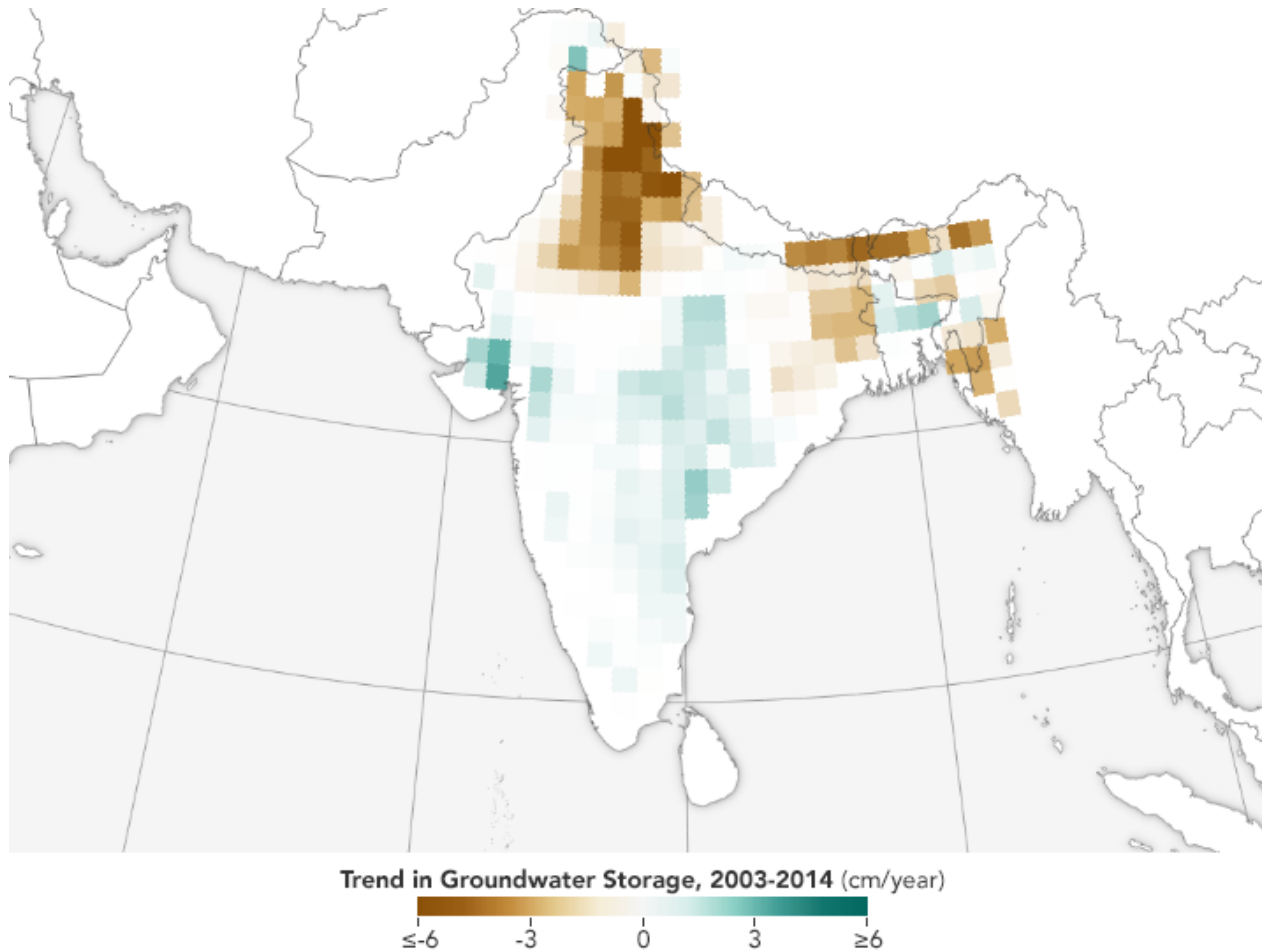 Trend in Groundwater Storage, 2003-2014 (cm/year)
≤-6 -3 0 3 ≥6